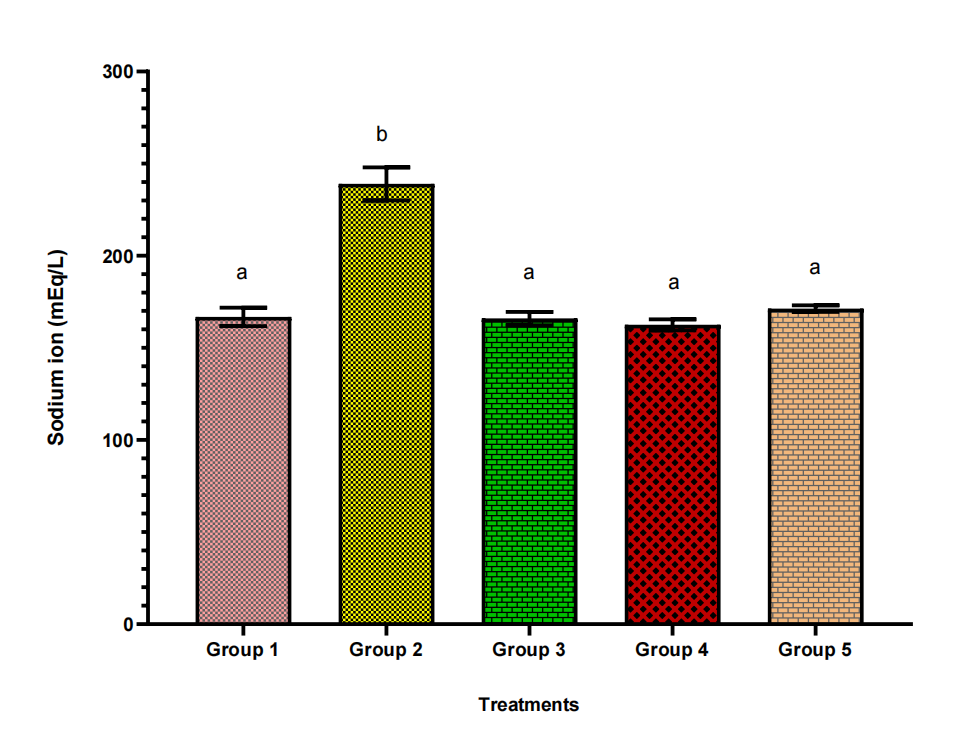 300
200
100
0
Sodium ion (mEq/L)
a
b
a
a
a
Group 1
Group 2
Group 3
Group 4
Group 5
Treatments